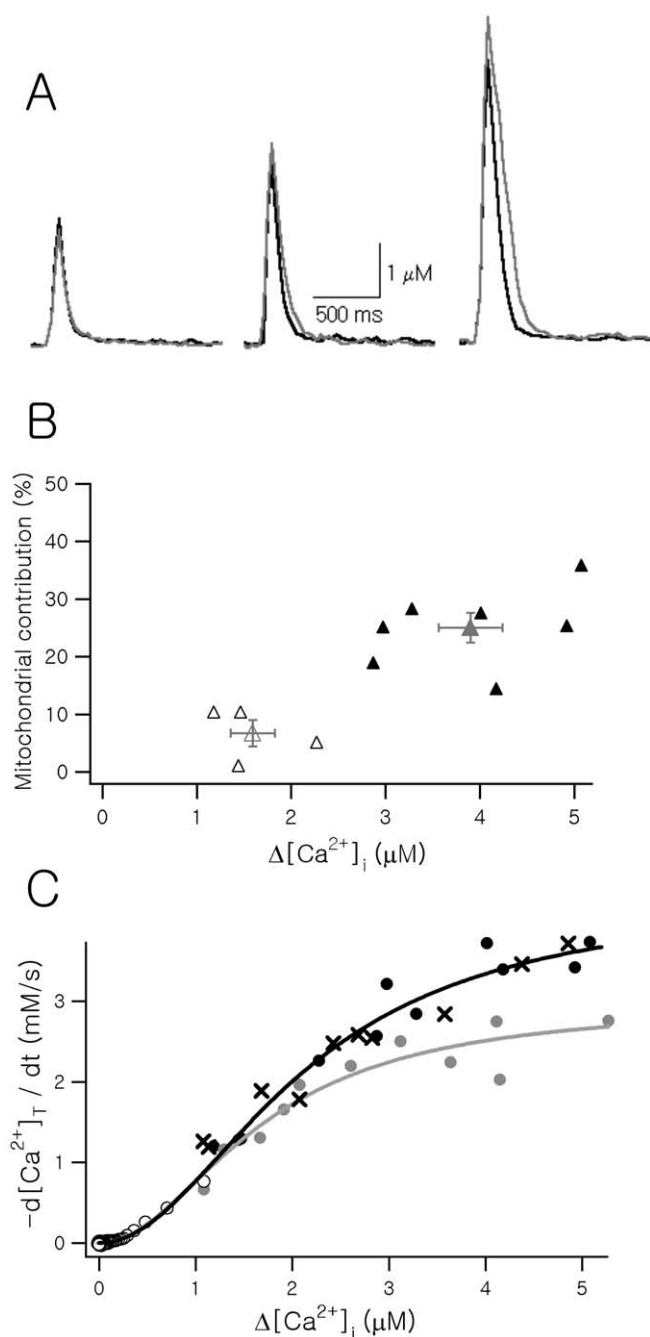 A
1 μM
500 ms
B
Mitochondrial contribution (%)
50
40
30
20
10
0
0 1 2 3 4 5
Δ[Ca²⁺]ᵢ (μM)
C
-d[Ca²⁺]_T / dt (mM/s)
3
2
1
0
0 1 2 3 4 5
Δ[Ca²⁺]ᵢ (μM)